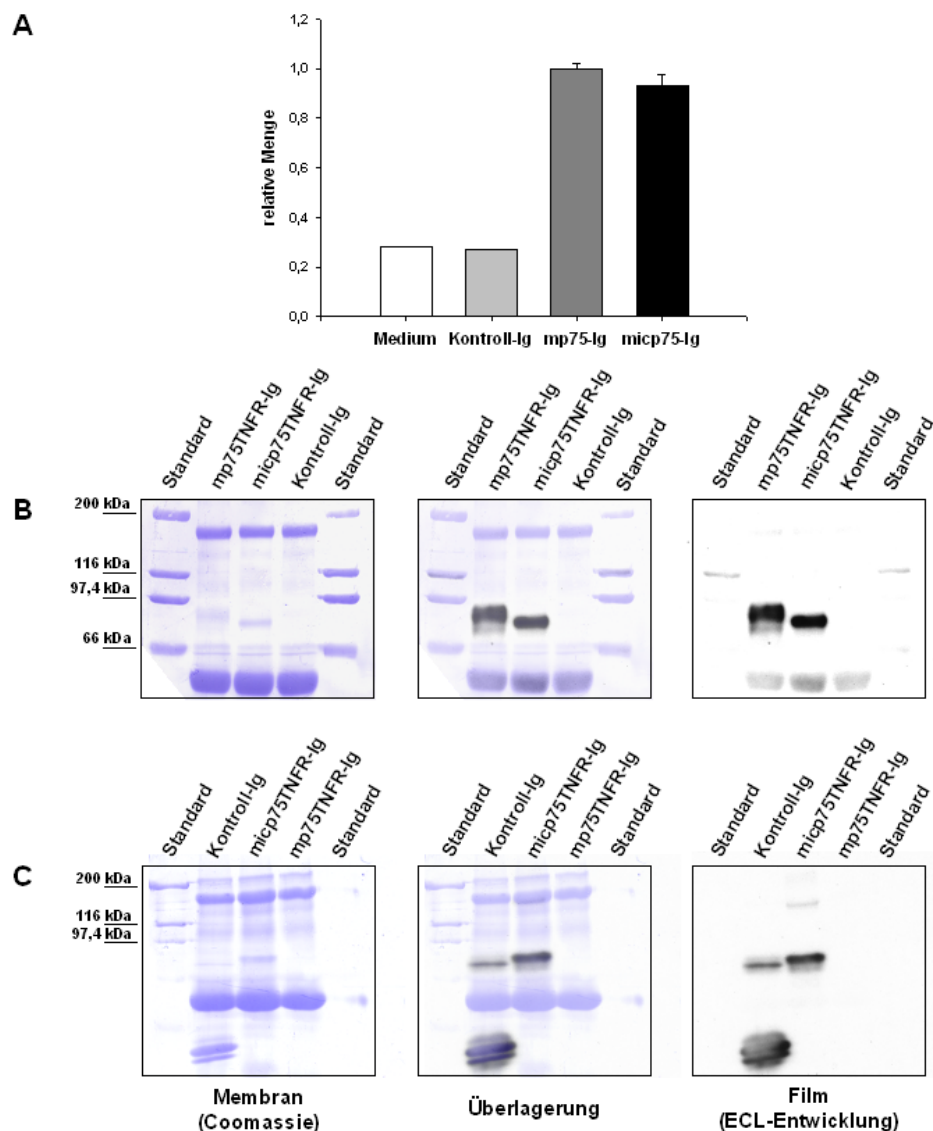 A
1,2
1,0
0,8
0,6
0,4
0,2
0,0
relative Menge
Medium Kontroll-Ig mp75-Ig micp75-Ig
Standard mp75TNFR-Ig micp75TNFR-Ig Kontroll-Ig Standard
Standard mp75TNFR-Ig micp75TNFR-Ig Kontroll-Ig Standard
Standard mp75TNFR-Ig micp75TNFR-Ig Kontroll-Ig Standard
B
200 kDa
116 kDa
97,4 kDa
66 kDa
Standard Kontroll-Ig micp75TNFR-Ig mp75TNFR-Ig Standard
Standard Kontroll-Ig micp75TNFR-Ig mp75TNFR-Ig Standard
Standard Kontroll-Ig micp75TNFR-Ig mp75TNFR-Ig Standard
C
200 kDa
116 kDa
97,4 kDa
Membran
(Coomassie)
Überlagerung
Film
(ECL-Entwicklung)